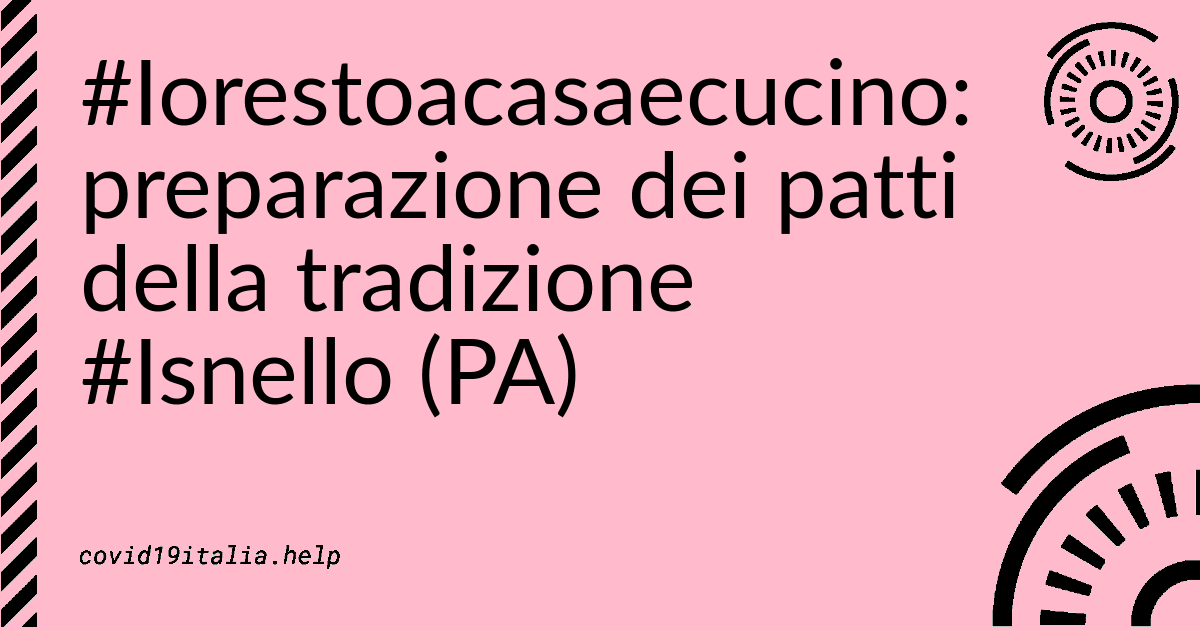 #Iorestoacasaecucino:
preparazione dei patti
della tradizione
#Isnello (PA)
covid19italia.help